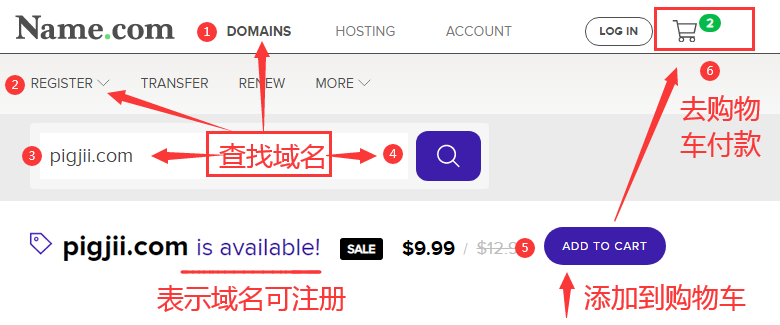 Name.com 1 DOMAINS HOSTING ACCOUNT LOG IN 2
6
2 REGISTER TRANSFER RENEW MORE
去购物
车付款
3 pigjii.com 查找域名 4
pigjii.com is available! SALE $9.99 / $12.9 5 ADD TO CART
表示域名可注册
添加到购物车